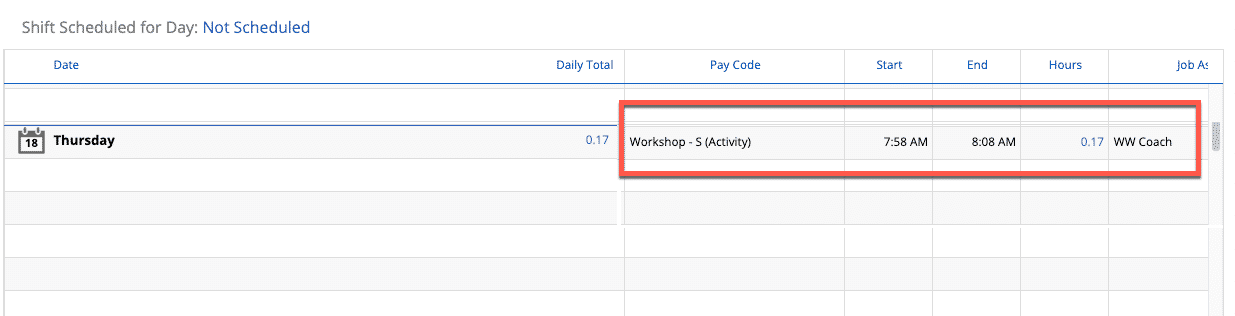 Shift Scheduled for Day: Not Scheduled
Date Daily Total Pay Code Start End Hours Job As
18 Thursday 0.17 Workshop - S (Activity) 7:58 AM 8:08 AM 0.17 WW Coach